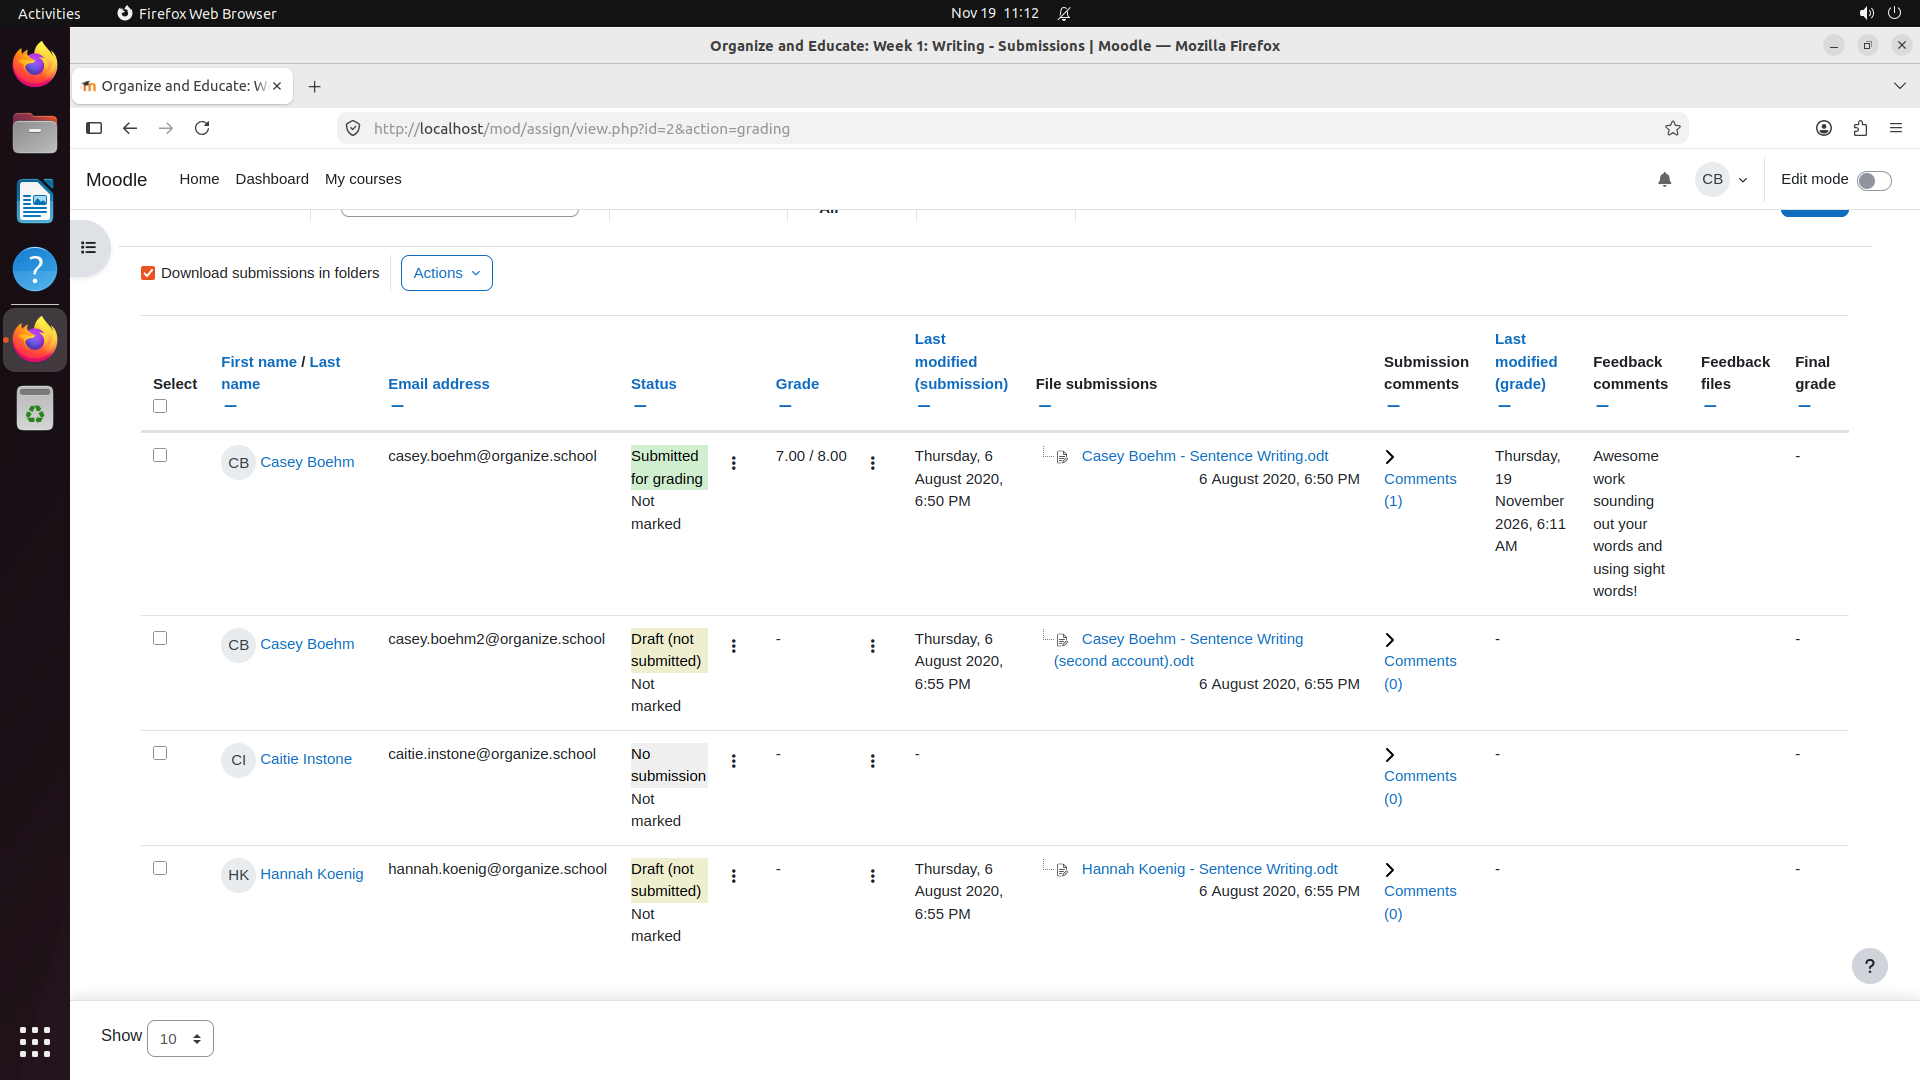 Activities
Firefox Web Browser
Nov 19 11:12
Organize and Educate: Week 1: Writing - Submissions | Moodle — Mozilla Firefox
Organize and Educate: W
http://localhost/mod/assign/view.php?id=2&action=grading
Moodle
Home
Dashboard
My courses
CB
Edit mode
All
Download submissions in folders
Actions
Select
First name / Last name
Email address
Status
Grade
Last modified (submission)
File submissions
Submission comments
Last modified (grade)
Feedback comments
Feedback files
Final grade
CB Casey Boehm
casey.boehm@organize.school
Submitted for grading
Not marked
7.00 / 8.00
Thursday, 6 August 2020, 6:50 PM
Casey Boehm - Sentence Writing.odt
6 August 2020, 6:50 PM
Comments (1)
Thursday, 19 November 2026, 6:11 AM
Awesome work sounding out your words and using sight words!
-
CB Casey Boehm
casey.boehm2@organize.school
Draft (not submitted)
Not marked
-
Thursday, 6 August 2020, 6:55 PM
Casey Boehm - Sentence Writing (second account).odt
6 August 2020, 6:55 PM
Comments (0)
-
-
CI Caitie Instone
caitie.instone@organize.school
No submission
Not marked
-
-
Comments (0)
-
-
HK Hannah Koenig
hannah.koenig@organize.school
Draft (not submitted)
Not marked
-
Thursday, 6 August 2020, 6:55 PM
Hannah Koenig - Sentence Writing.odt
6 August 2020, 6:55 PM
Comments (0)
-
-
?
Show 10